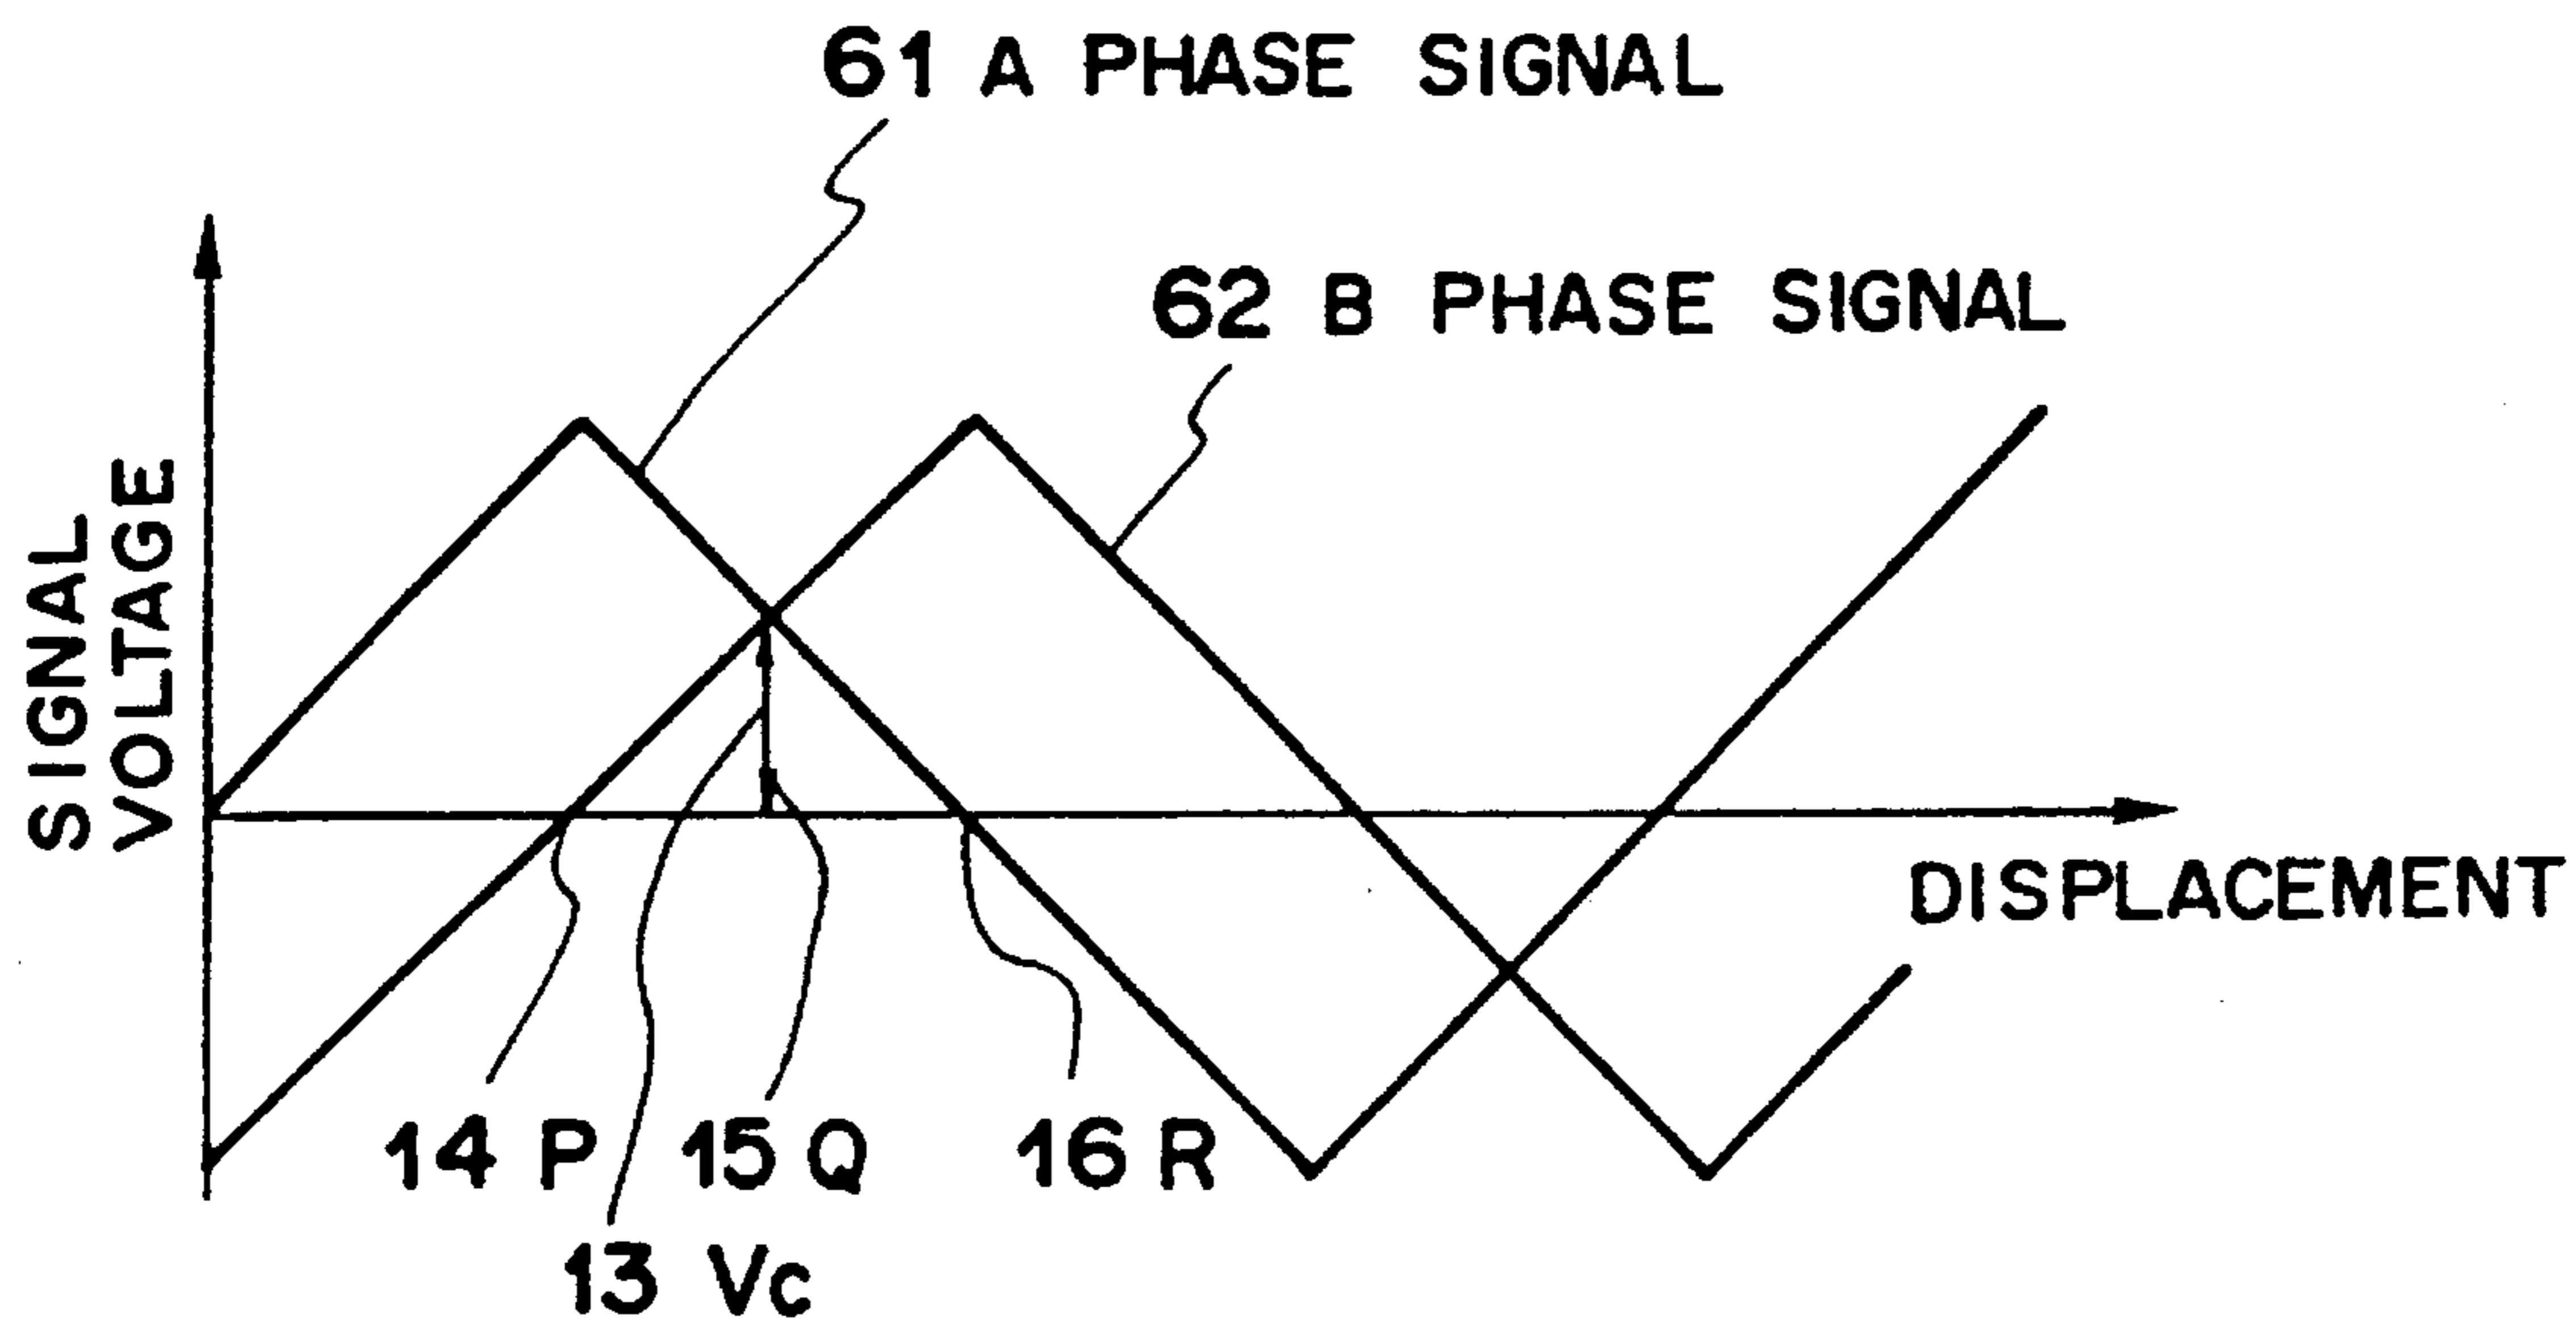 61 A PHASE SIGNAL
62 B PHASE SIGNAL
SIGNAL
VOLTAGE
DISPLACEMENT
14 P
15 Q
16 R
13 Vc